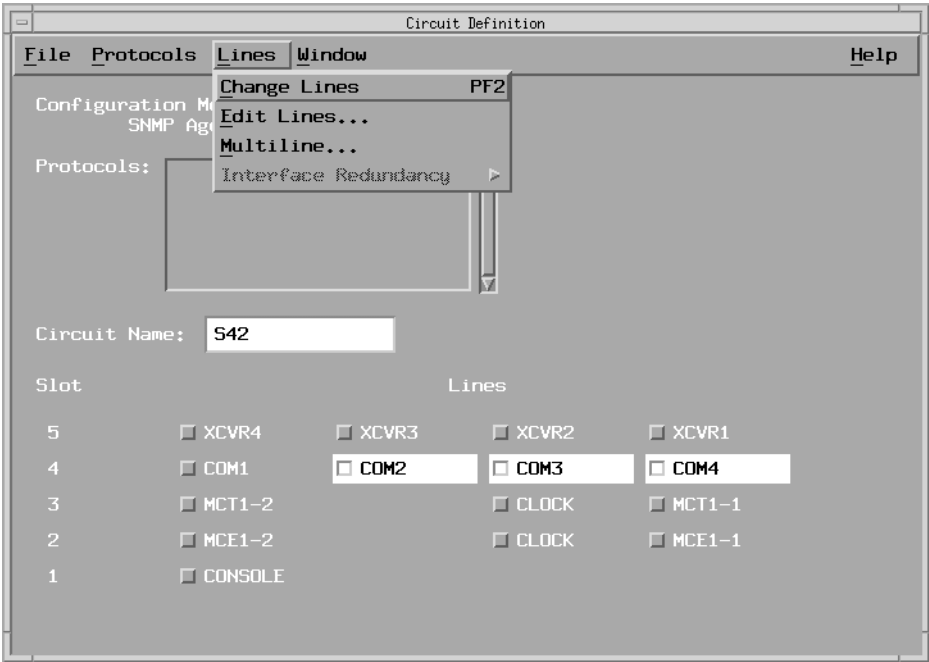 Circuit Definition
File Protocols Lines Window Help
Change Lines PF2
Edit Lines...
Multiline...
Interface Redundancy
Configuration
SNMP
Protocols:
Circuit Name: S42
Slot Lines
5 XCVR4 XCVR3 XCVR2 XCVR1
4 COM1 COM2 COM3 COM4
3 MCT1-2 CLOCK MCT1-1
2 MCE1-2 CLOCK MCE1-1
1 CONSOLE